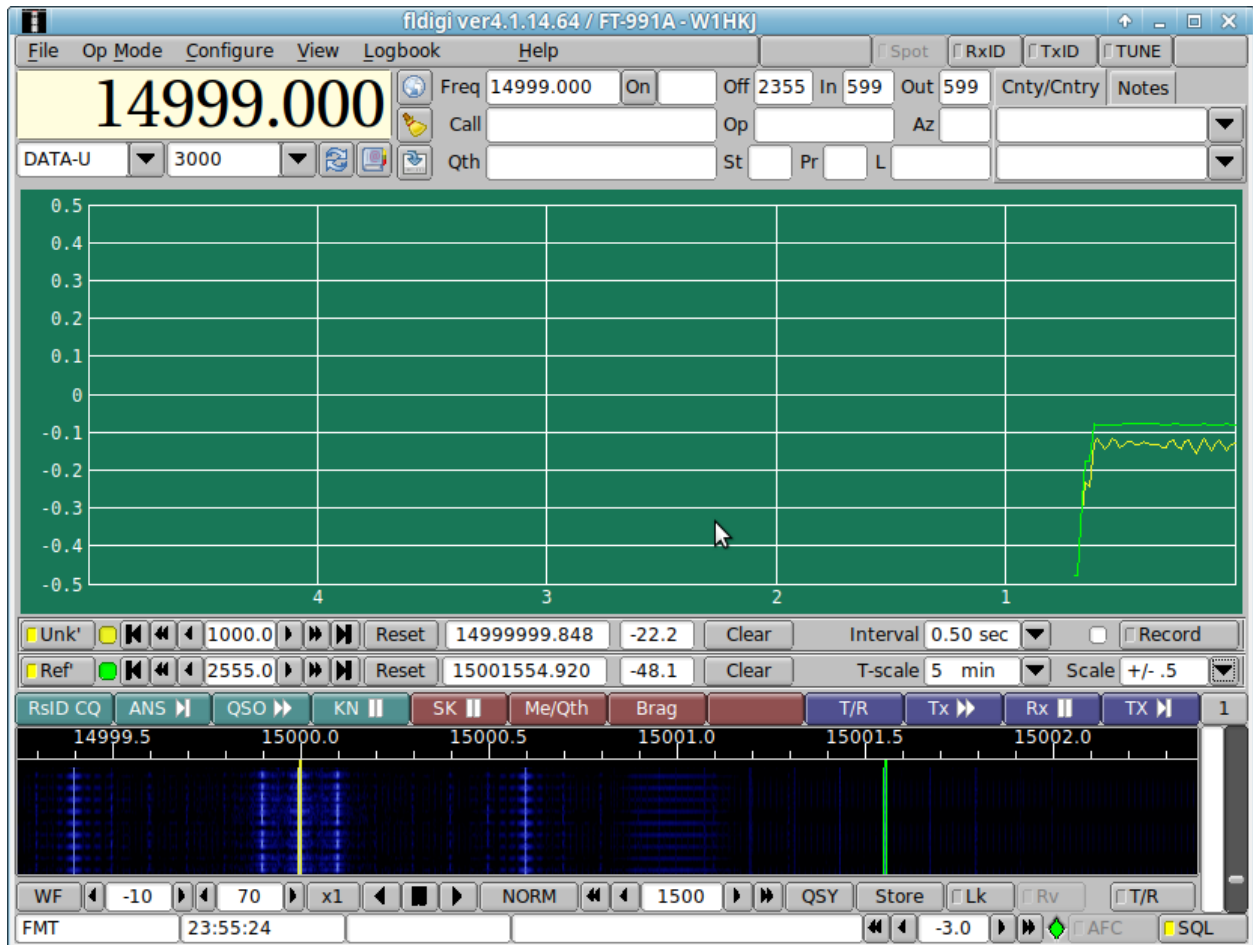 fldigi ver4.1.14.64 / FT-991A - W1HKJ
File Op Mode Configure View Logbook Help Spot RxID TxID TUNE
14999.000 Freq 14999.000 On Off 2355 In 599 Out 599 Cnty/Cntry Notes
Call Op Az
DATA-U 3000 Qth St Pr L
0.5
0.4
0.3
0.2
0.1
0
-0.1
-0.2
-0.3
-0.4
-0.5
4 3 2 1
Unk' 1000.0 Reset 14999999.848 -22.2 Clear Interval 0.50 sec Record
Ref' 2555.0 Reset 15001554.920 -48.1 Clear T-scale 5 min Scale +/- .5
RsID CQ ANS QSO KN SK Me/Qth Brag T/R Tx Rx TX 1
14999.5 15000.0 15000.5 15001.0 15001.5 15002.0
WF -10 70 x1 NORM 1500 QSY Store Lk Rv T/R
FMT 23:55:24 -3.0 AFC SQL